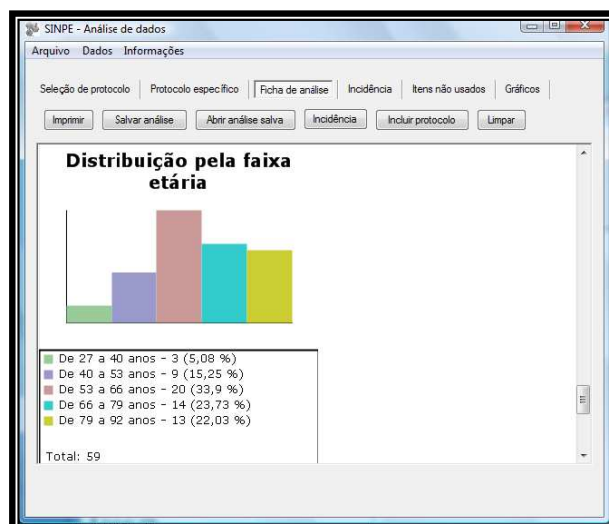 SINPE - Análise de dados
Arquivo Dados Informações
Seleção de protocolo Protocolo específico Ficha de análise Incidência Itens não usados Gráficos
Imprimir Salvar análise Abrir análise salva Incidência Incluir protocolo Limpar
Distribuição pela faixa
etária
De 27 a 40 anos - 3 (5,08 %)
De 40 a 53 anos - 9 (15,25 %)
De 53 a 66 anos - 20 (33,9 %)
De 66 a 79 anos - 14 (23,73 %)
De 79 a 92 anos - 13 (22,03 %)
Total: 59